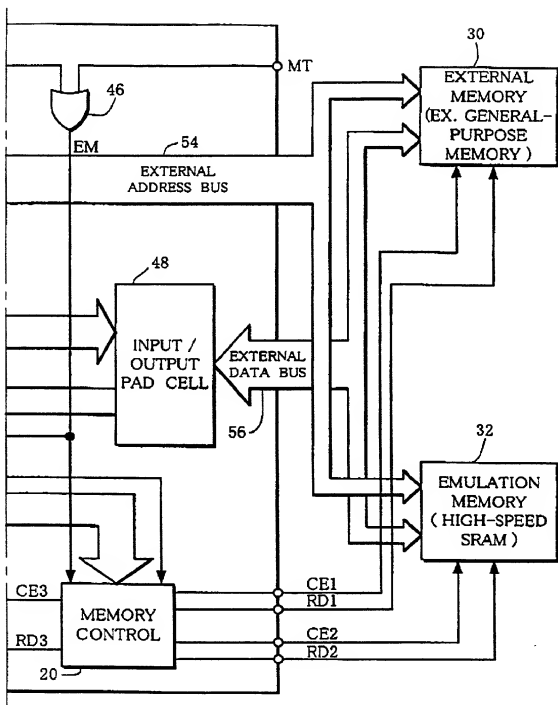 30
MT
46
EXTERNAL
MEMORY
(EX. GENERAL-
PURPOSE
MEMORY)
EM
54
EXTERNAL
ADDRESS BUS
48
INPUT /
OUTPUT
PAD CELL
EXTERNAL
DATA BUS
56
32
EMULATION
MEMORY
( HIGH-SPEED
SRAM )
CE3
MEMORY
CONTROL
CE1
RD1
RD3
CE2
RD2
20